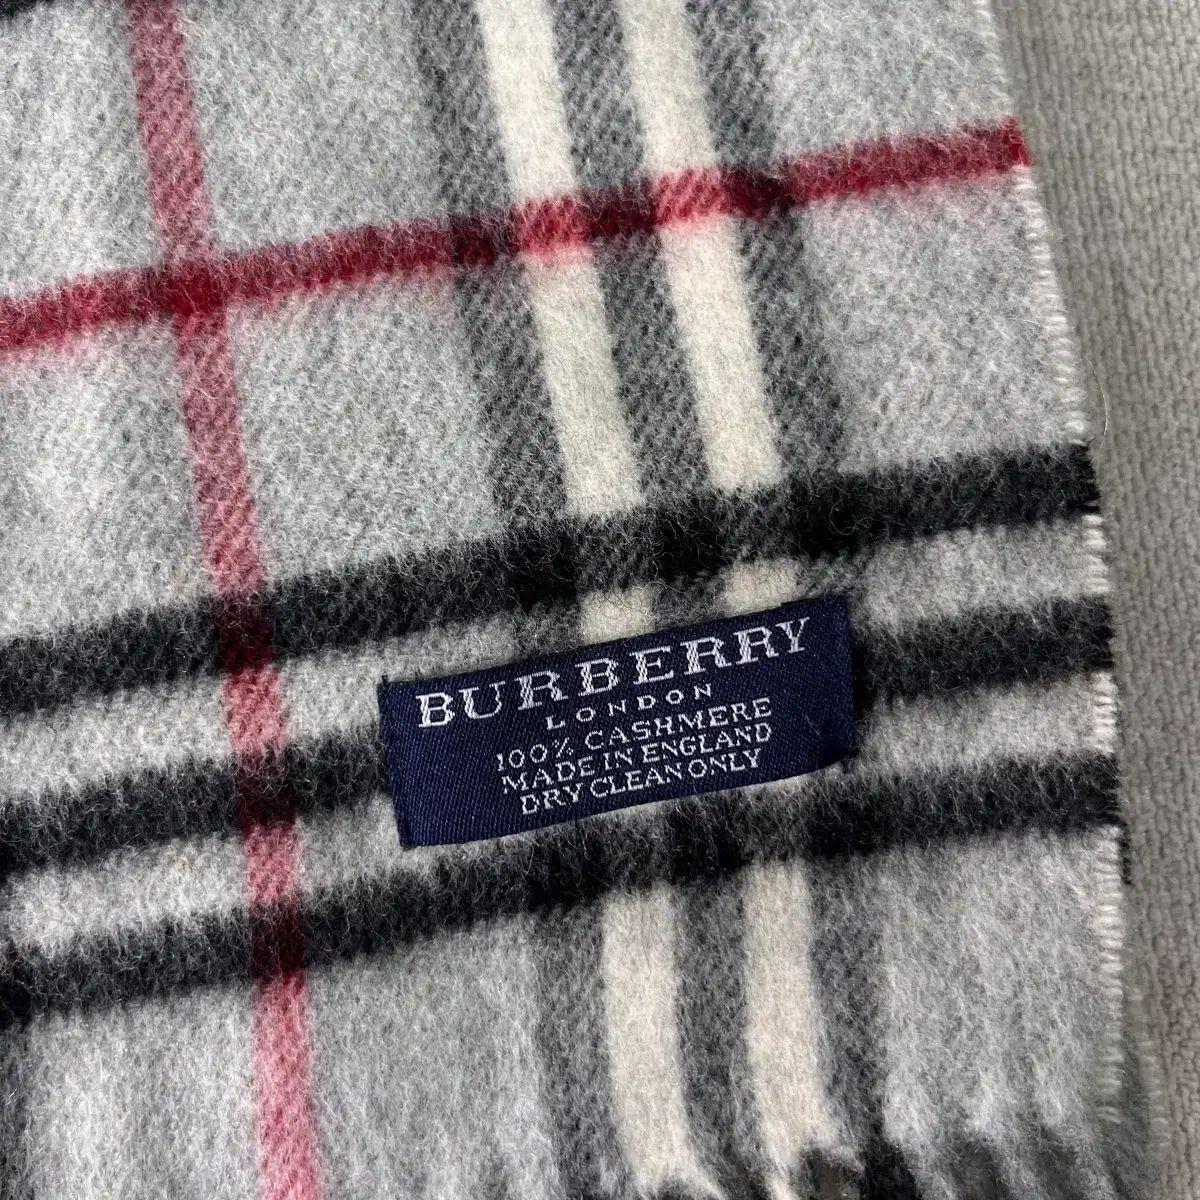 BURBERRY
LONDON
100% CASHMERE
MADE IN ENGLAND
DRY CLEAN ONLY